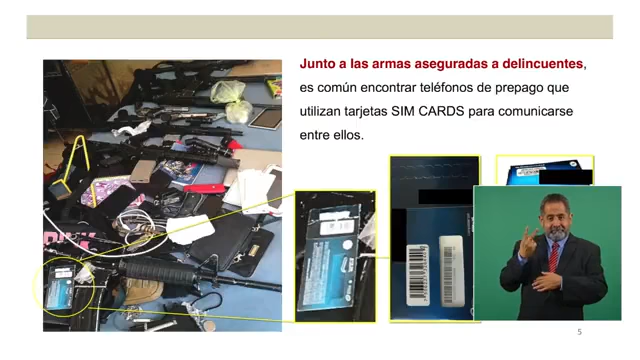 Junto a las armas aseguradas a delincuentes,
es común encontrar teléfonos de prepago que
utilizan tarjetas SIM CARDS para comunicarse
entre ellos.
5